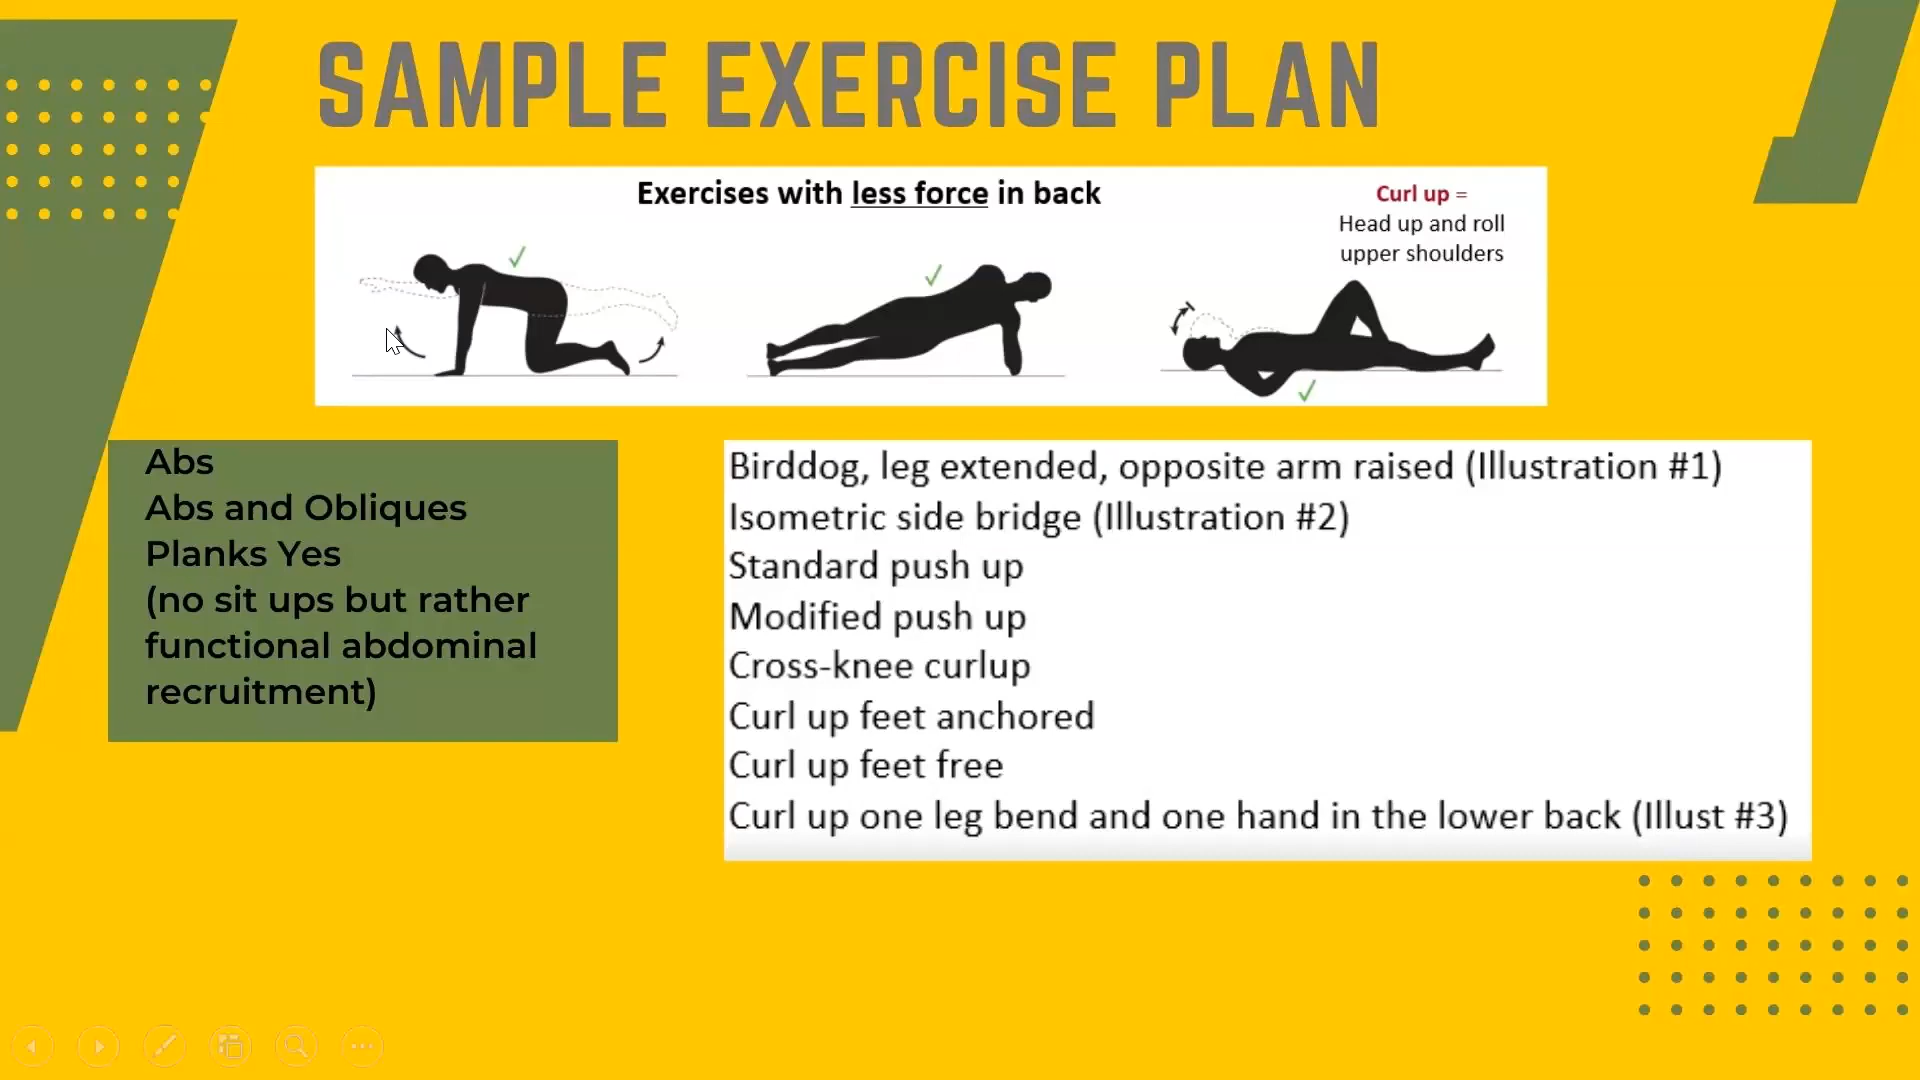 SAMPLE EXERCISE PLAN
Exercises with less force in back
Curl up =
Head up and roll
upper shoulders
Abs
Abs and Obliques
Planks Yes
(no sit ups but rather
functional abdominal
recruitment)
Birddog, leg extended, opposite arm raised (Illustration #1)
Isometric side bridge (Illustration #2)
Standard push up
Modified push up
Cross-knee curlup
Curl up feet anchored
Curl up feet free
Curl up one leg bend and one hand in the lower back (Illust #3)